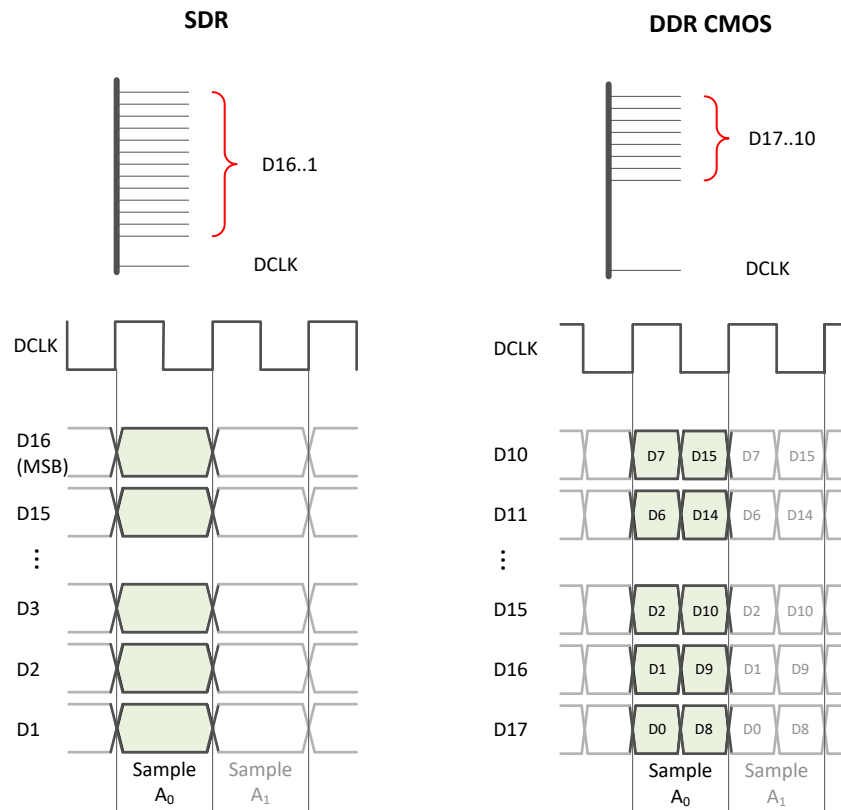 SDR
D16..1
DCLK
DCLK
D16
(MSB)
D15
⋮
D3
D2
D1
Sample
A0
Sample
A1
DDR CMOS
D17..10
DCLK
DCLK
D10 D7 D15 D7 D15
D11 D6 D14 D6 D14
⋮
D15 D2 D10 D2 D10
D16 D1 D9 D1 D9
D17 D0 D8 D0 D8
Sample
A0
Sample
A1